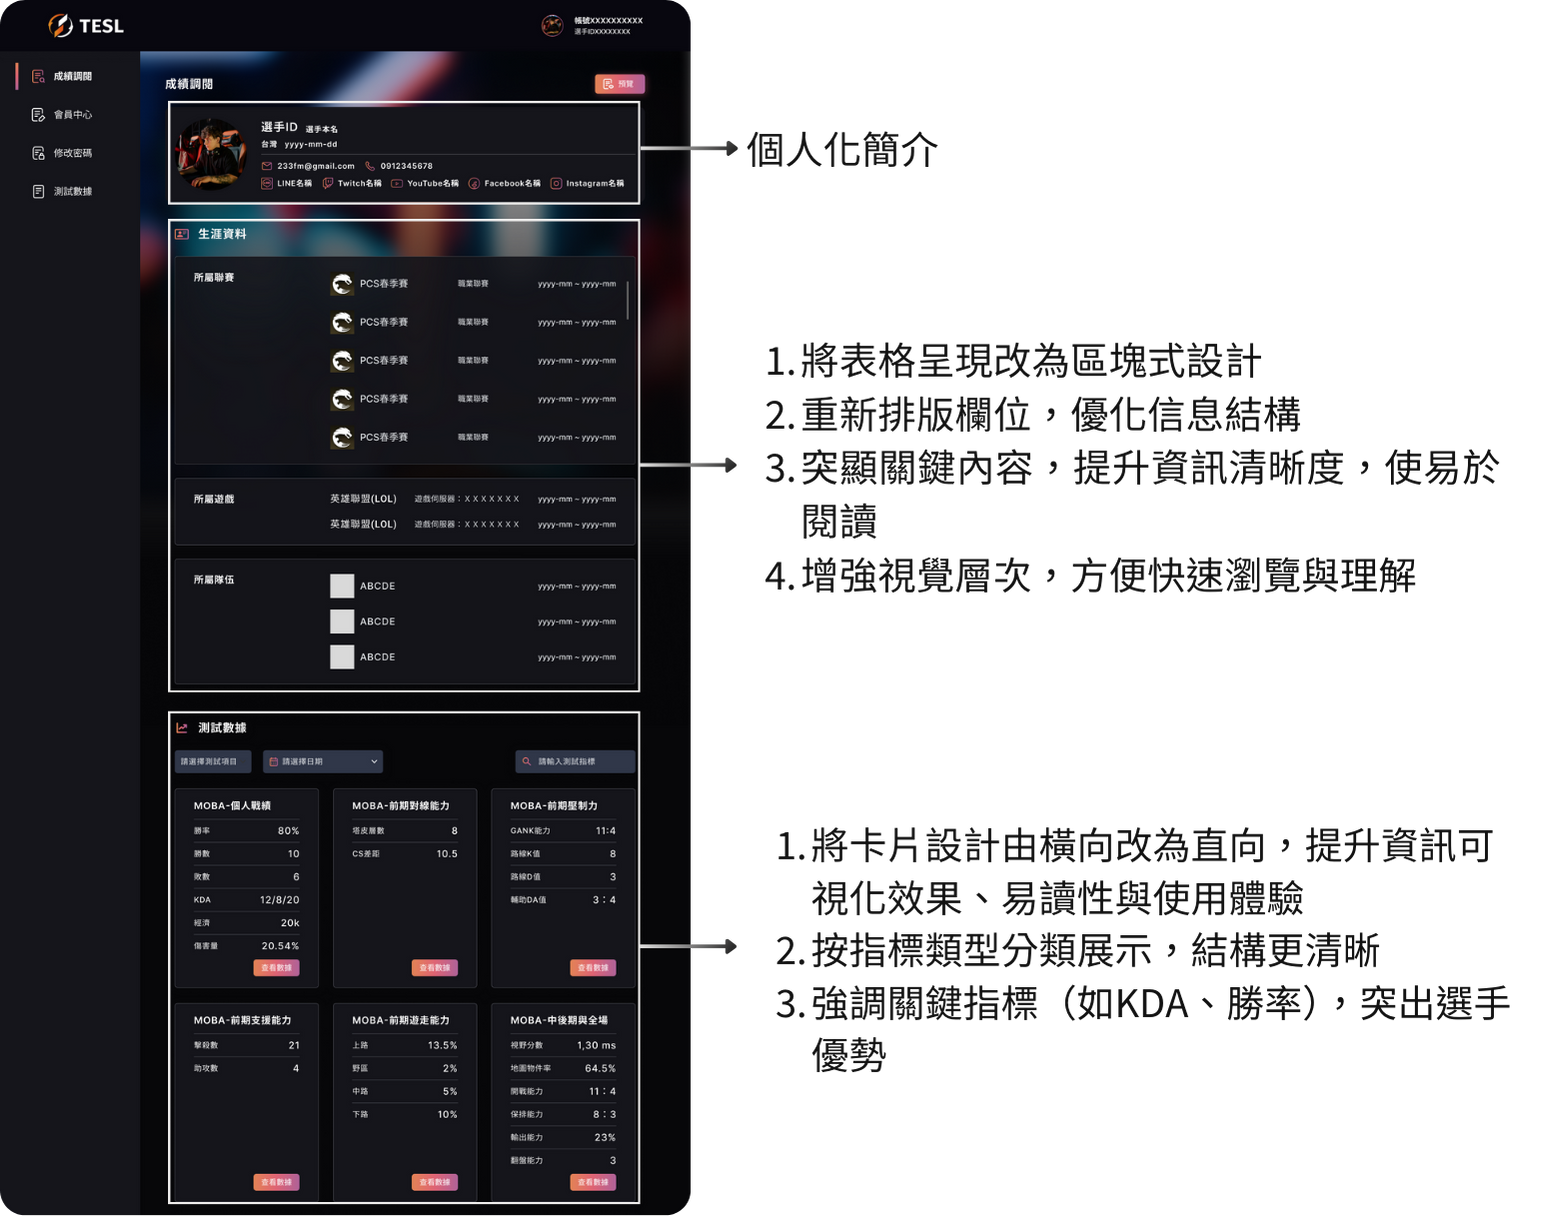 TESL
帳號XXXXXXXXXX
選手IDXXXXXXXX
成績調閱
會員中心
修改密碼
測試數據
成績調閱
預覽
選手ID 選手本名
台灣 yyyy-mm-dd
233fm@gmail.com 0912345678
LINE名稱 Twitch名稱 YouTube名稱 Facebook名稱 Instagram名稱
個人化簡介
生涯資料
所屬聯賽
PCS春季賽 職業聯賽 yyyy-mm ~ yyyy-mm
PCS春季賽 職業聯賽 yyyy-mm ~ yyyy-mm
PCS春季賽 職業聯賽 yyyy-mm ~ yyyy-mm
PCS春季賽 職業聯賽 yyyy-mm ~ yyyy-mm
PCS春季賽 職業聯賽 yyyy-mm ~ yyyy-mm
所屬遊戲
英雄聯盟(LOL) 遊戲伺服器：X X X X X X X yyyy-mm ~ yyyy-mm
英雄聯盟(LOL) 遊戲伺服器：X X X X X X X yyyy-mm ~ yyyy-mm
所屬隊伍
ABCDE yyyy-mm ~ yyyy-mm
ABCDE yyyy-mm ~ yyyy-mm
ABCDE yyyy-mm ~ yyyy-mm
1. 將表格呈現改為區塊式設計
2. 重新排版欄位，優化信息結構
3. 突顯關鍵內容，提升資訊清晰度，使易於
閱讀
4. 增強視覺層次，方便快速瀏覽與理解
測試數據
請選擇測試項目 請選擇日期 請輸入測試指標
MOBA-個人戰績
勝率 80%
勝數 10
敗數 6
KDA 12/8/20
經濟 20k
傷害量 20.54%
查看數據
MOBA-前期對線能力
塔皮層數 8
CS差距 10.5
查看數據
MOBA-前期壓制力
GANK能力 11:4
路線K值 8
路線D值 3
輔助DA值 3：4
查看數據
MOBA-前期支援能力
擊殺數 21
助攻數 4
查看數據
MOBA-前期遊走能力
上路 13.5%
野區 2%
中路 5%
下路 10%
查看數據
MOBA-中後期與全場
視野分數 1,30 ms
地圖物件率 64.5%
開戰能力 11：4
保排能力 8：3
輸出能力 23%
翻盤能力 3
查看數據
1. 將卡片設計由橫向改為直向，提升資訊可
視化效果、易讀性與使用體驗
2. 按指標類型分類展示，結構更清晰
3. 強調關鍵指標（如KDA、勝率），突出選手
優勢